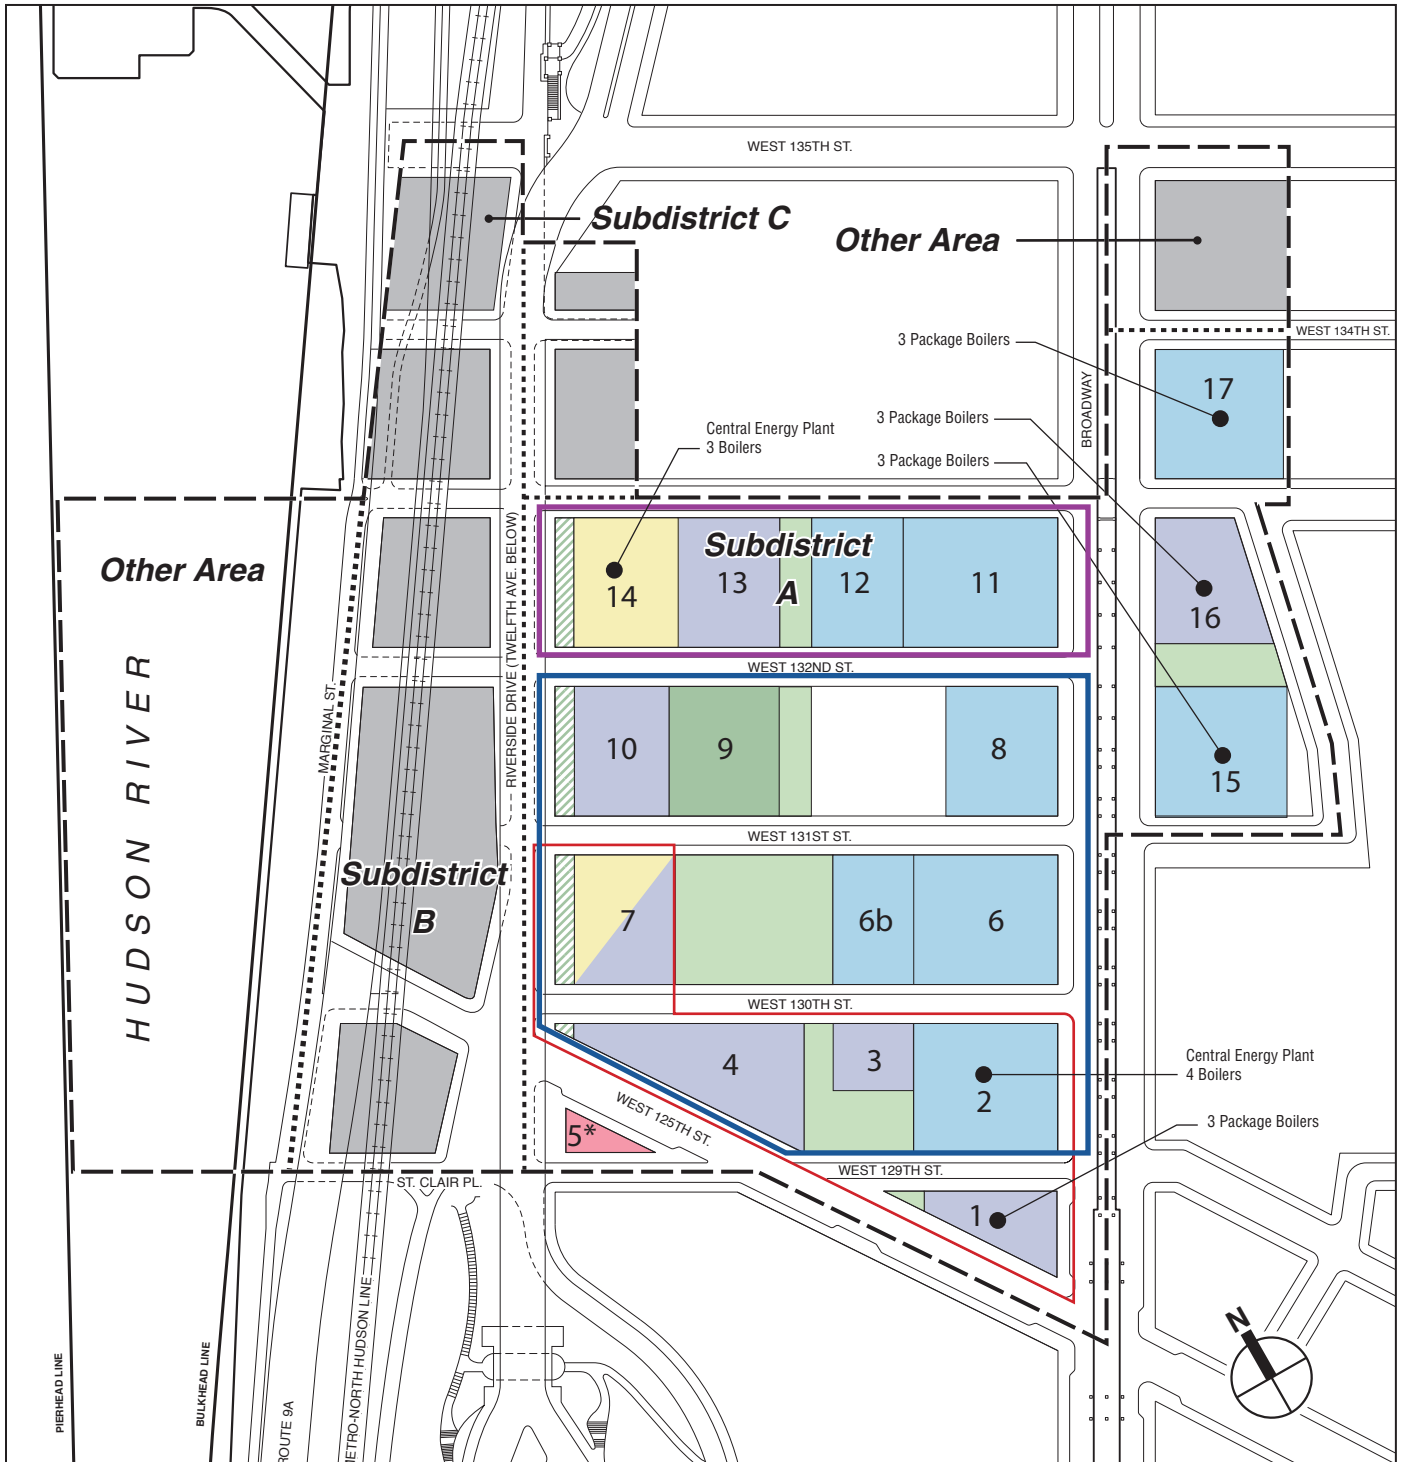 WEST 135TH ST.
Subdistrict C
Other Area
WEST 134TH ST.
3 Package Boilers
17
BROADWAY
3 Package Boilers
Central Energy Plant
3 Boilers
3 Package Boilers
RIVERSIDE DRIVE (TWELFTH AVE. BELOW)
Other Area
Subdistrict
A
14
13
12
11
16
WEST 132ND ST.
HUDSON RIVER
MARGINAL ST.
10
9
8
15
WEST 131ST ST.
Subdistrict
B
7
6b
6
WEST 130TH ST.
4
3
2
Central Energy Plant
4 Boilers
WEST 125TH ST.
5*
3 Package Boilers
WEST 129TH ST.
ST. CLAIR PL.
1
N
PIERHEAD LINE
BULKHEAD LINE
ROUTE 9A
METRO-NORTH HUDSON LINE